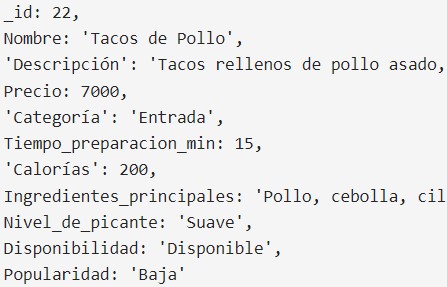 _id: 22,
Nombre: 'Tacos de Pollo',
'Descripción': 'Tacos rellenos de pollo asado,
Precio: 7000,
'Categoría': 'Entrada',
Tiempo_preparacion_min: 15,
'Calorías': 200,
Ingredientes_principales: 'Pollo, cebolla, cil
Nivel_de_picante: 'Suave',
Disponibilidad: 'Disponible',
Popularidad: 'Baja'